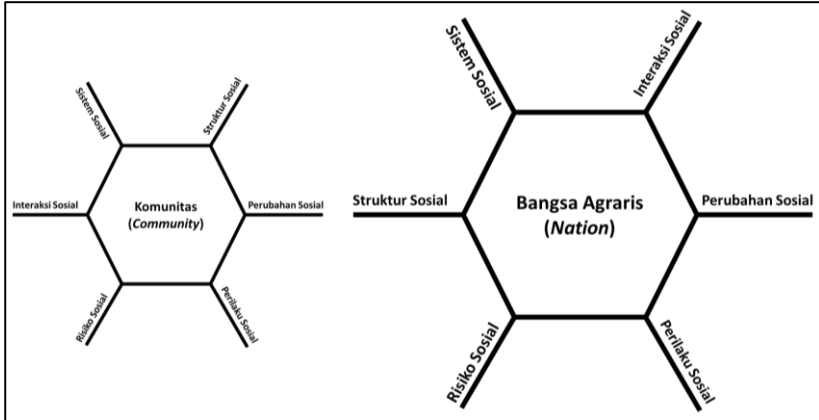 Sistem Sosial
Struktur Sosial
Interaksi Sosial
Komunitas
(Community)
Perubahan Sosial
Risiko Sosial
Perilaku Sosial
Sistem Sosial
Interaksi Sosial
Struktur Sosial
Bangsa Agraris
(Nation)
Perubahan Sosial
Risiko Sosial
Perilaku Sosial